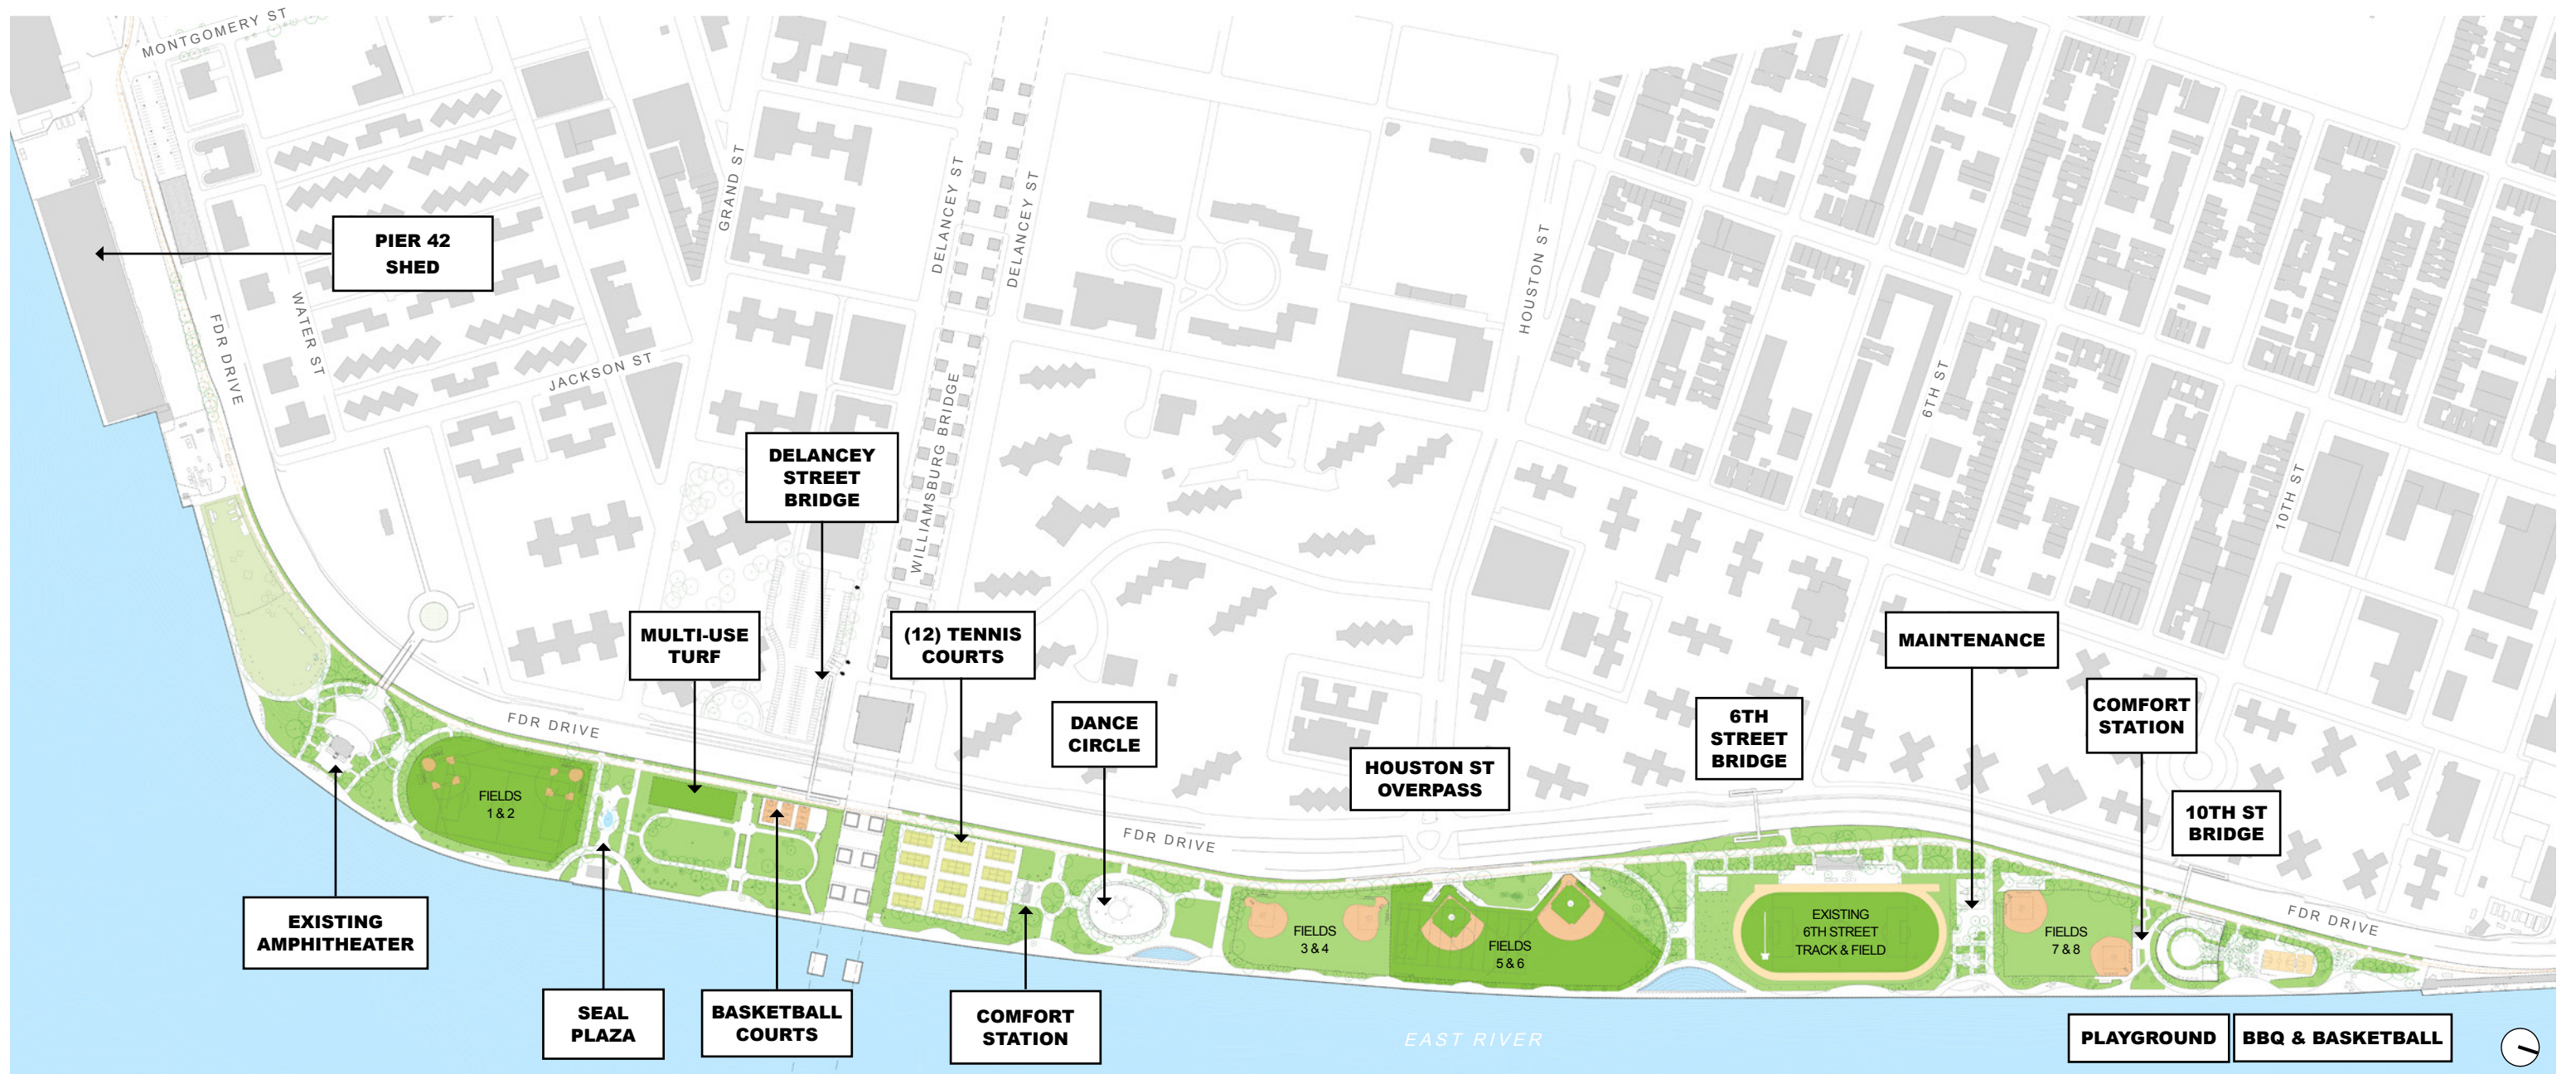 MONTGOMERY ST
PIER 42
SHED
GRAND ST
DELANCEY ST
DELANCEY ST
HOUSTON ST
WATER ST
FDR DRIVE
JACKSON ST
WILLIAMSBURG BRIDGE
6TH ST
10TH ST
DELANCEY
STREET
BRIDGE
MULTI-USE
TURF
(12) TENNIS
COURTS
MAINTENANCE
DANCE
CIRCLE
HOUSTON ST
OVERPASS
6TH
STREET
BRIDGE
COMFORT
STATION
10TH ST
BRIDGE
FDR DRIVE
FDR DRIVE
FDR DRIVE
FIELDS
1 & 2
FIELDS
3 & 4
FIELDS
5 & 6
EXISTING
6TH STREET
TRACK & FIELD
FIELDS
7 & 8
EXISTING
AMPHITHEATER
SEAL
PLAZA
BASKETBALL
COURTS
COMFORT
STATION
EAST RIVER
PLAYGROUND
BBQ & BASKETBALL